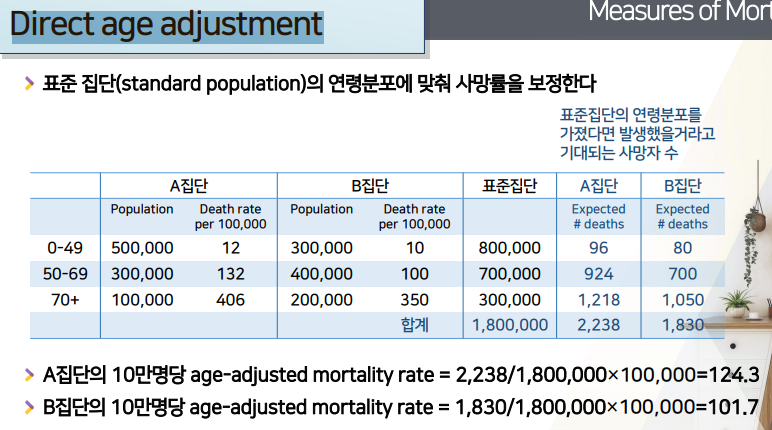 Direct age adjustment
Measures of Mort
표준 집단(standard population)의 연령분포에 맞춰 사망률을 보정한다
표준집단의 연령분포를
가졌다면 발생했을거라고
기대되는 사망자 수
A집단 B집단 표준집단 A집단 B집단
Population Death rate per 100,000 Population Death rate per 100,000 Expected # deaths Expected # deaths
0-49 500,000 12 300,000 10 800,000 96 80
50-69 300,000 132 400,000 100 700,000 924 700
70+ 100,000 406 200,000 350 300,000 1,218 1,050
합계 1,800,000 2,238 1,830
A집단의 10만명당 age-adjusted mortality rate = 2,238/1,800,000×100,000=124.3
B집단의 10만명당 age-adjusted mortality rate = 1,830/1,800,000×100,000=101.7